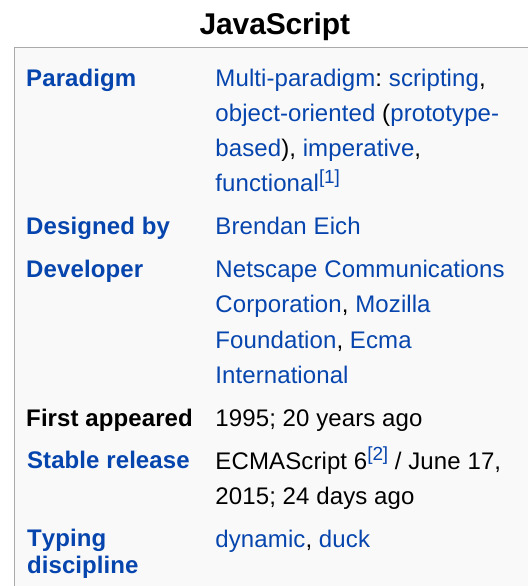 JavaScript
Paradigm Multi-paradigm: scripting,
object-oriented (prototype-
based), imperative,
functional[1]
Designed by Brendan Eich
Developer Netscape Communications
Corporation, Mozilla
Foundation, Ecma
International
First appeared 1995; 20 years ago
Stable release ECMAScript 6[2] / June 17,
2015; 24 days ago
Typing dynamic, duck
discipline